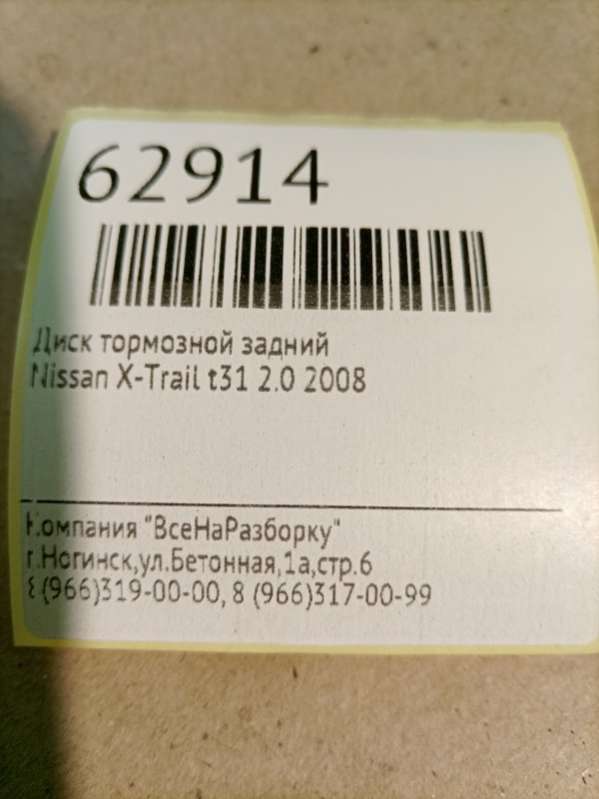 62914
Диск тормозной задний
Nissan X-Trail t31 2.0 2008
Компания "ВсеНаРазборку"
г.Ногинск,ул.Бетонная,1а,стр.6
8 (966)319-00-00, 8 (966)317-00-99